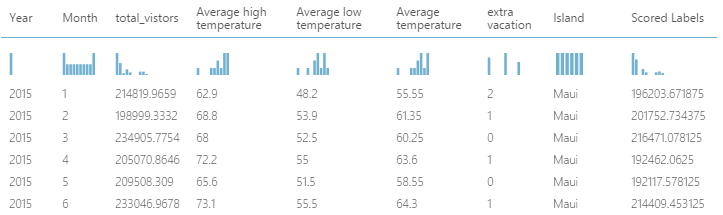 Year Month total_vistors Average high temperature Average low temperature Average temperature extra vacation Island Scored Labels
2015 1 214819.9659 62.9 48.2 55.55 2 Maui 196203.671875
2015 2 198999.3332 68.8 53.9 61.35 1 Maui 201752.734375
2015 3 234905.7754 68 52.5 60.25 0 Maui 216471.078125
2015 4 205070.8646 72.2 55 63.6 1 Maui 192462.0625
2015 5 209508.309 65.6 51.5 58.55 0 Maui 192117.578125
2015 6 233046.9678 73.1 55.5 64.3 1 Maui 214409.453125